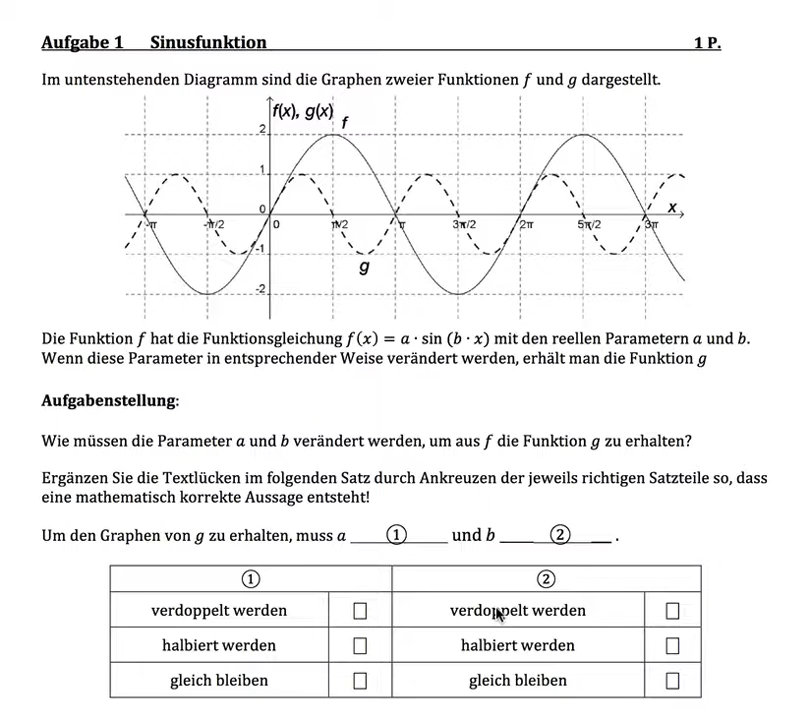 Aufgabe 1 Sinusfunktion 1 P.
Im untenstehenden Diagramm sind die Graphen zweier Funktionen f und g dargestellt.
f(x), g(x)
f
2
1
0
x
-π -π/2 0 π/2 π 3π/2 2π 5π/2 3π
-1
g
-2
Die Funktion f hat die Funktionsgleichung f(x) = a · sin (b · x) mit den reellen Parametern a und b.
Wenn diese Parameter in entsprechender Weise verändert werden, erhält man die Funktion g
Aufgabenstellung:
Wie müssen die Parameter a und b verändert werden, um aus f die Funktion g zu erhalten?
Ergänzen Sie die Textlücken im folgenden Satz durch Ankreuzen der jeweils richtigen Satzteile so, dass
eine mathematisch korrekte Aussage entsteht!
Um den Graphen von g zu erhalten, muss a ____①____ und b ____②____ .
① ②
verdoppelt werden ☐ verdoppelt werden ☐
halbiert werden ☐ halbiert werden ☐
gleich bleiben ☐ gleich bleiben ☐